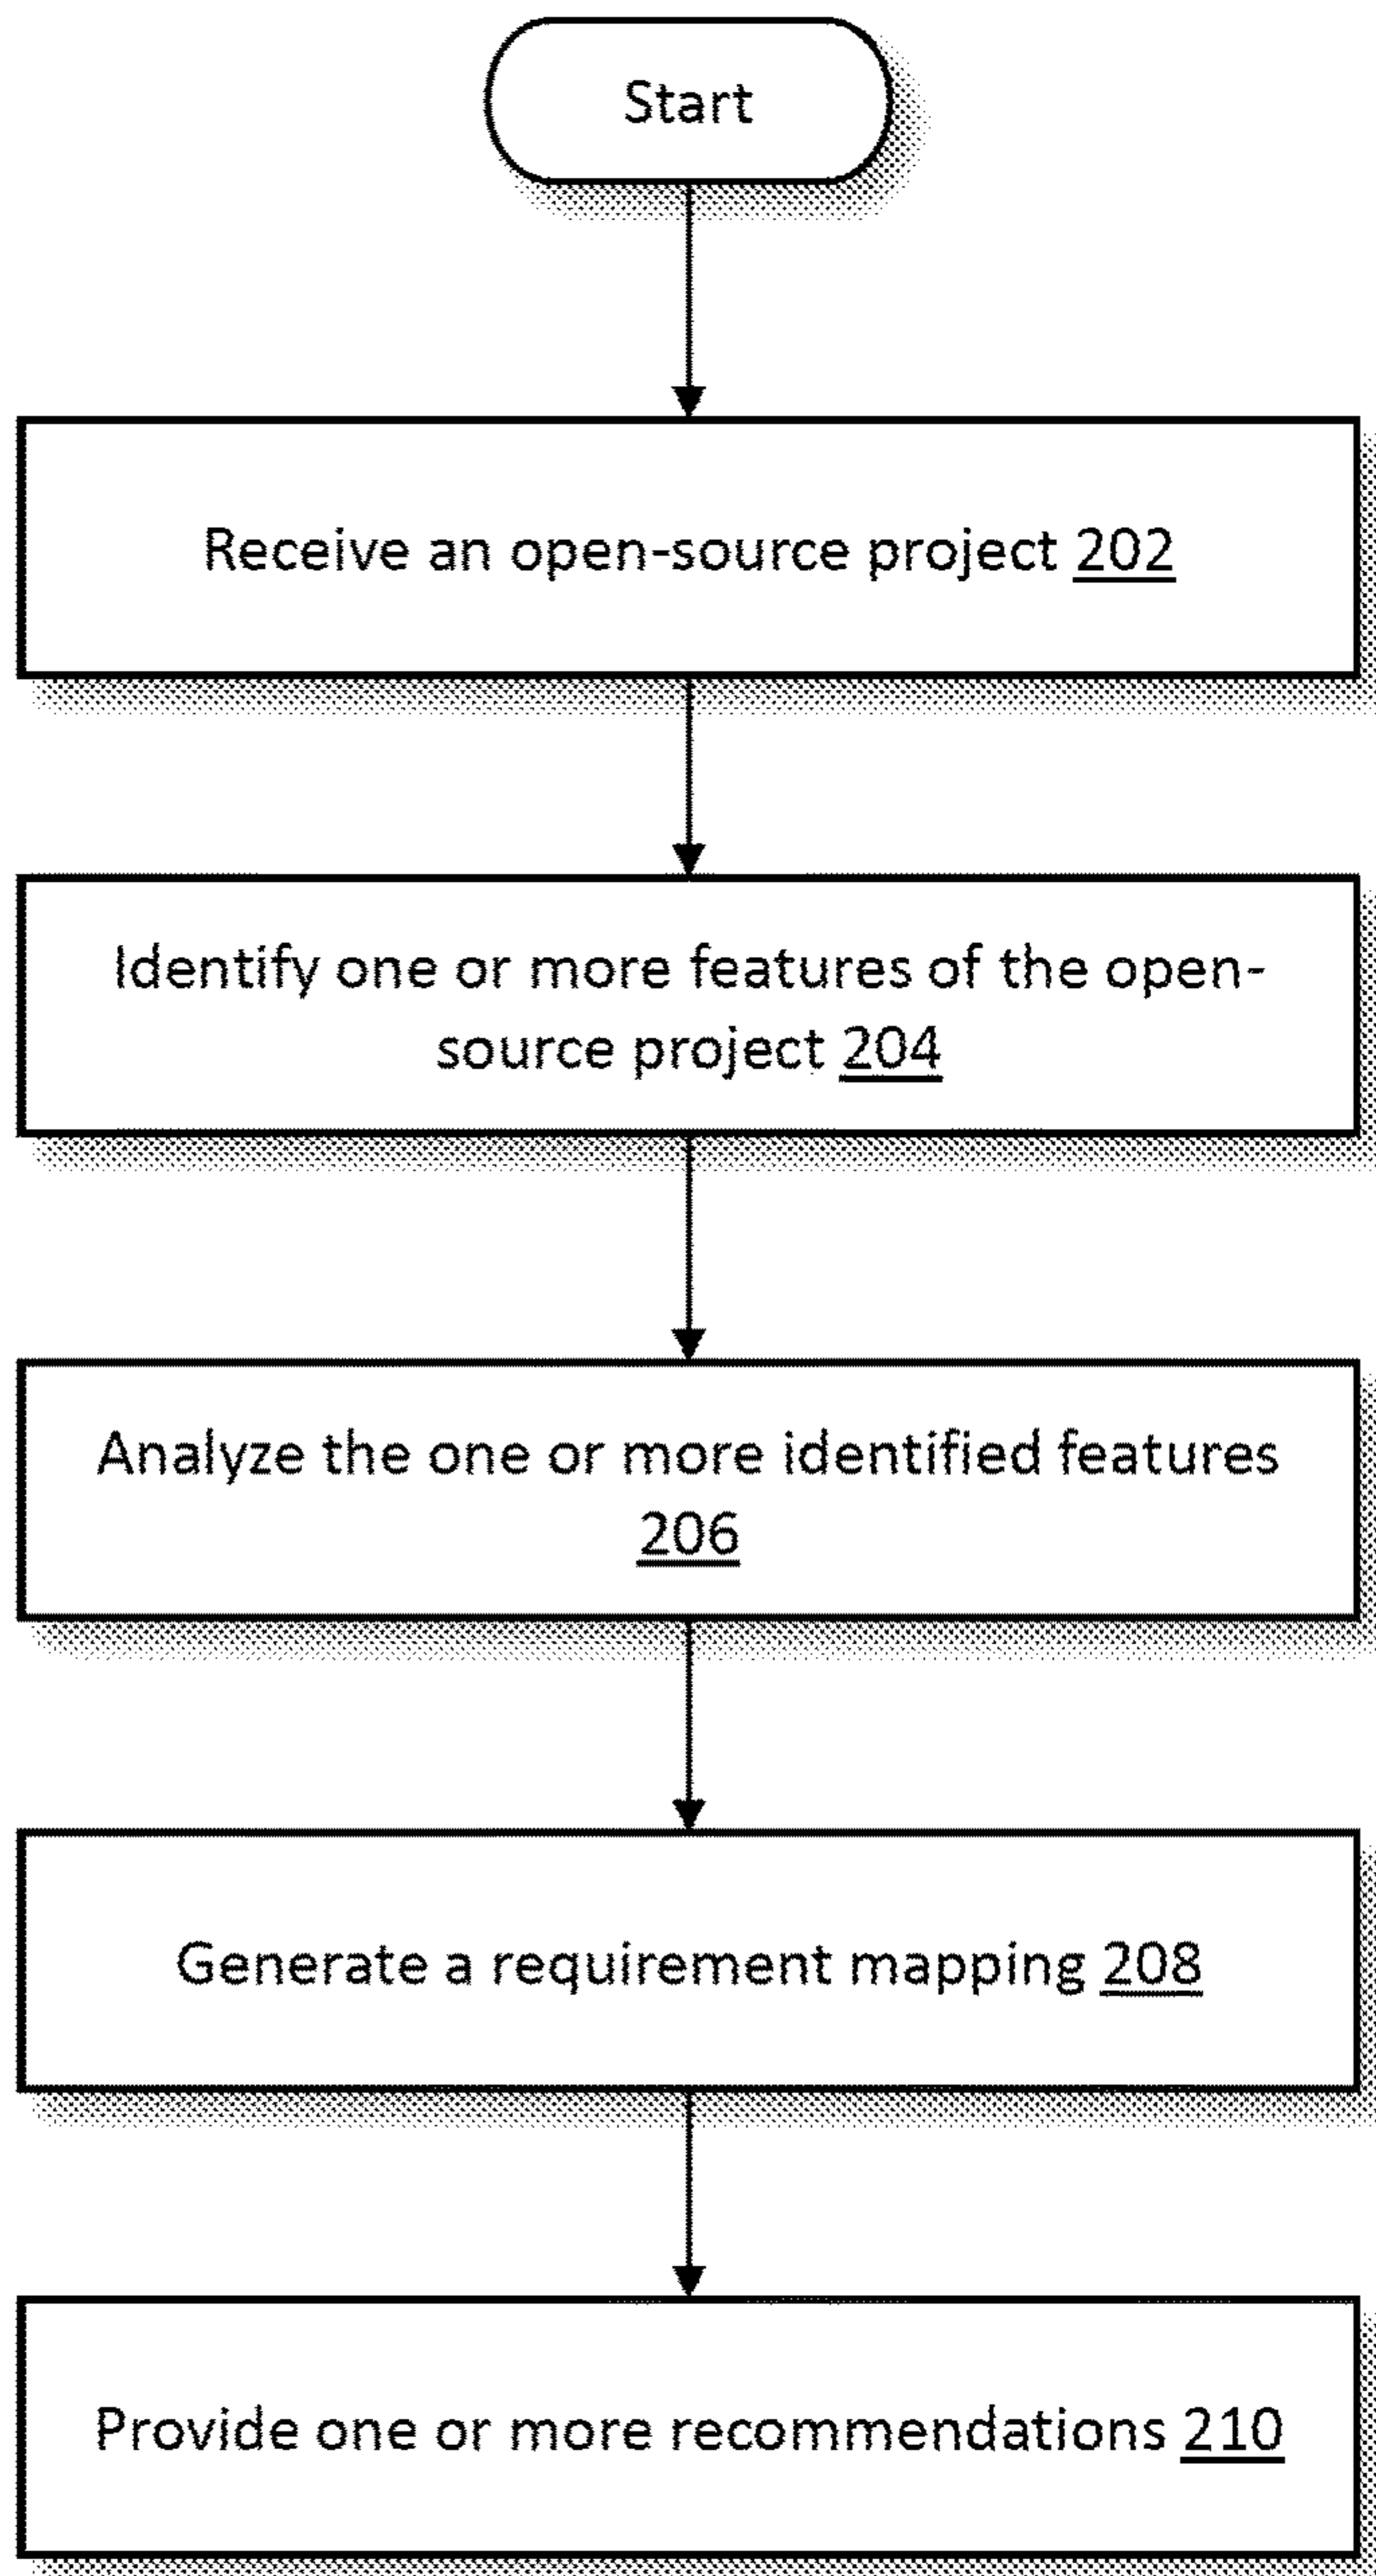 Start
Receive an open-source project 202
Identify one or more features of the open-
source project 204
Analyze the one or more identified features
206
Generate a requirement mapping 208
Provide one or more recommendations 210